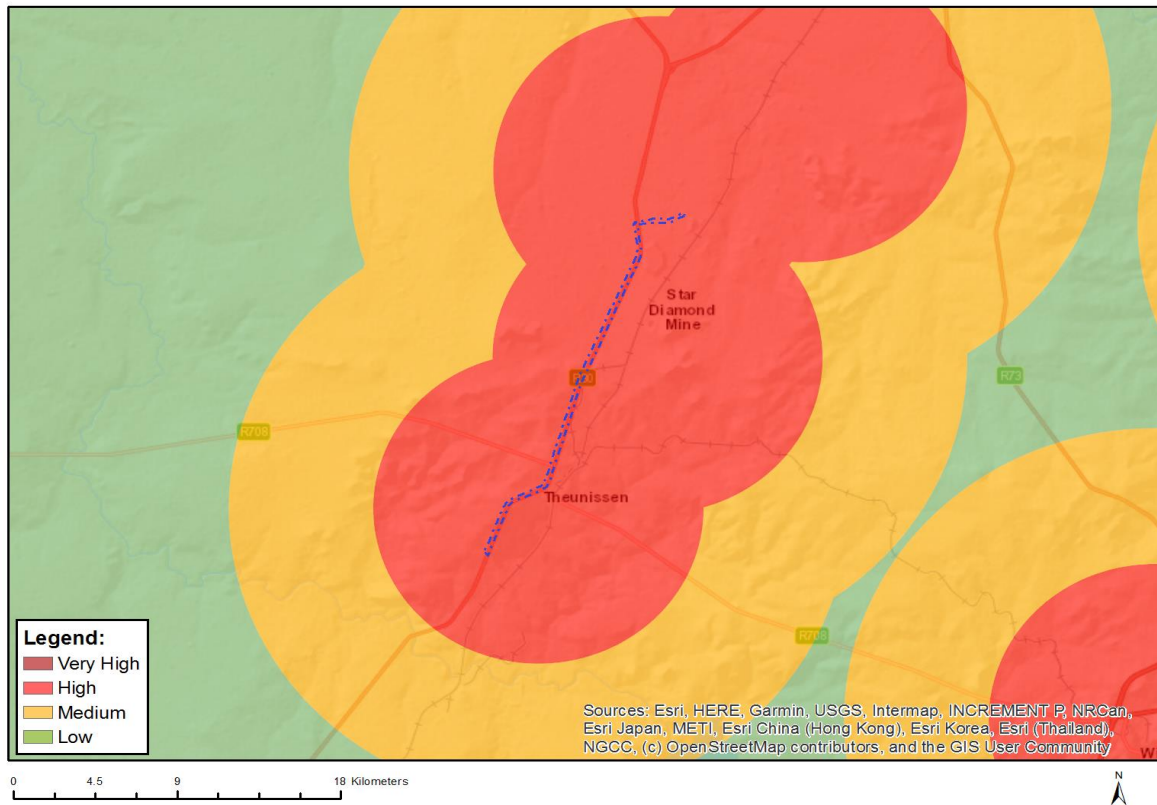 Star
Diamond
Mine
R73
R708
Theunissen
R708
Legend:
Very High
High
Medium
Low
Sources: Esri, HERE, Garmin, USGS, Intermap, INCREMENT P, NRCan,
Esri Japan, METI, Esri China (Hong Kong), Esri Korea, Esri (Thailand),
NGCC, (c) OpenStreetMap contributors, and the GIS User Community
W
0 4.5 9 18 Kilometers
N